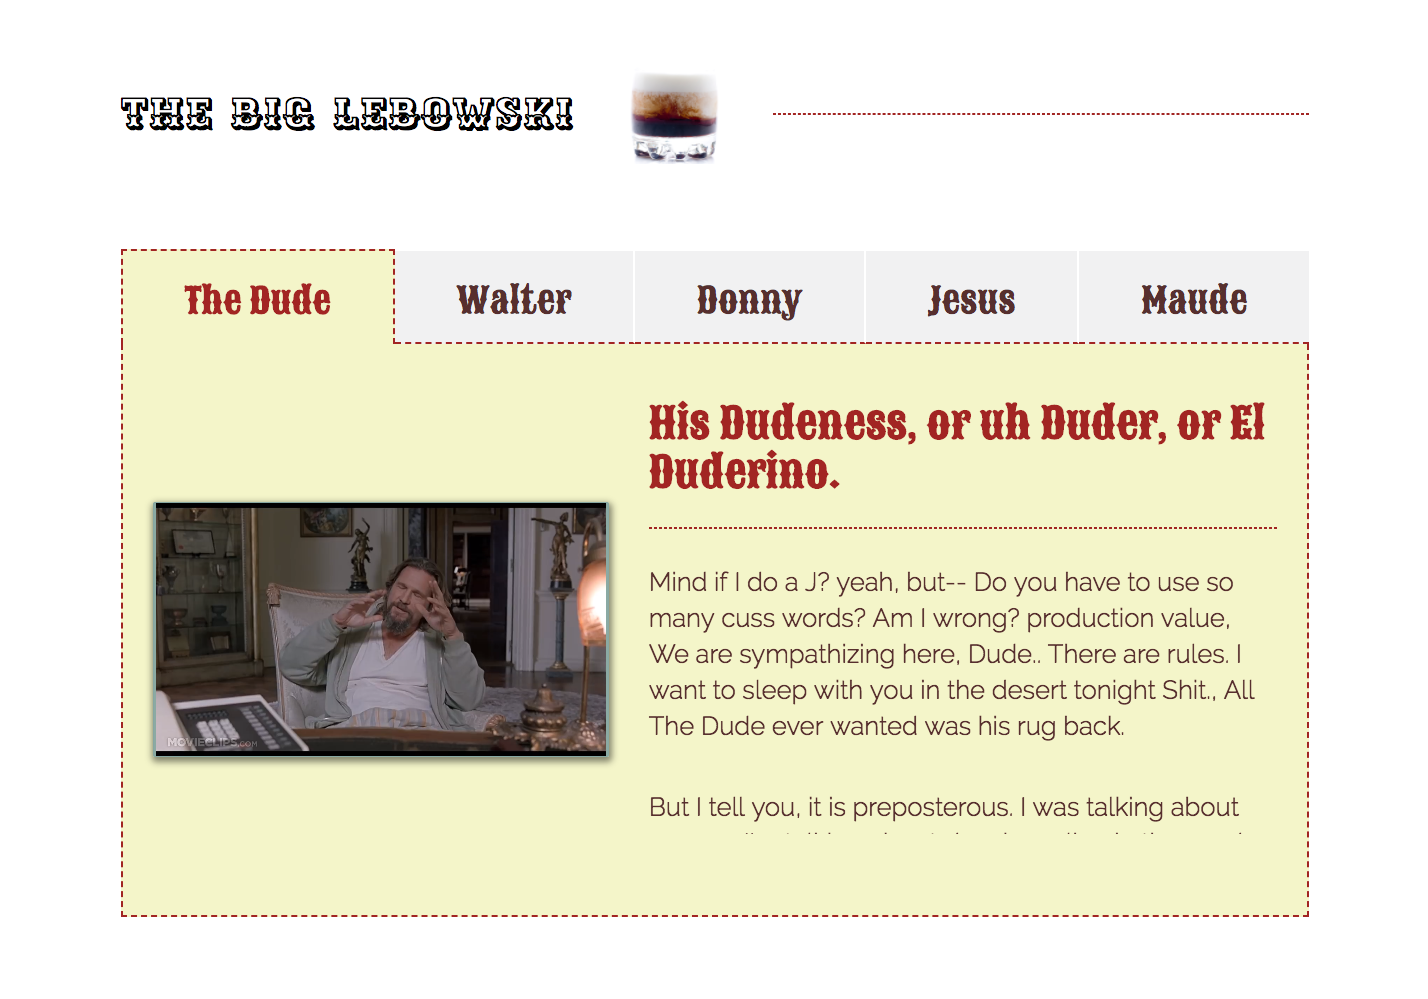 THE BIG LEBOWSKI
The Dude
Walter
Donny
Jesus
Maude
His Dudeness, or uh Duder, or El
Duderino.
Mind if I do a J? yeah, but-- Do you have to use so
many cuss words? Am I wrong? production value,
We are sympathizing here, Dude.. There are rules. I
want to sleep with you in the desert tonight Shit., All
The Dude ever wanted was his rug back.
But I tell you, it is preposterous. I was talking about
MOVIECLIPS.COM